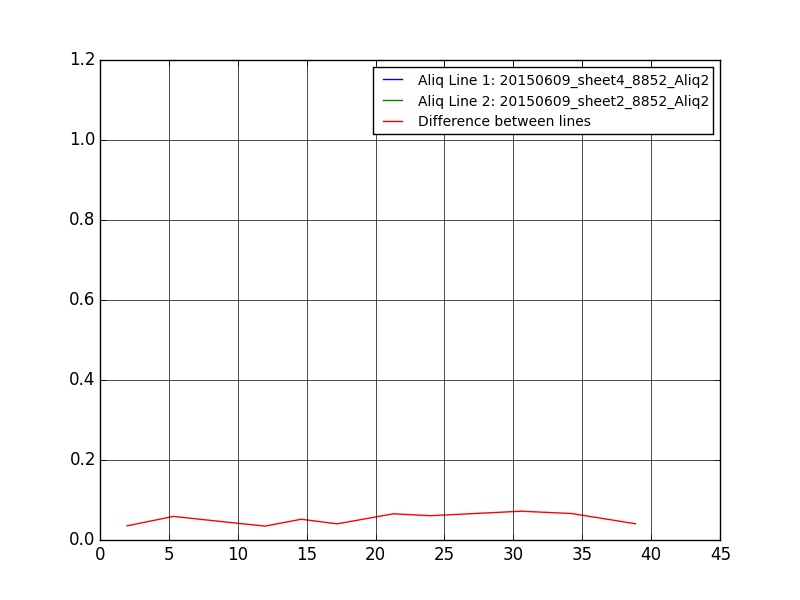 1.2
1.0
0.8
0.6
0.4
0.2
0.0
0 5 10 15 20 25 30 35 40 45
Aliq Line 1: 20150609_sheet4_8852_Aliq2
Aliq Line 2: 20150609_sheet2_8852_Aliq2
Difference between lines